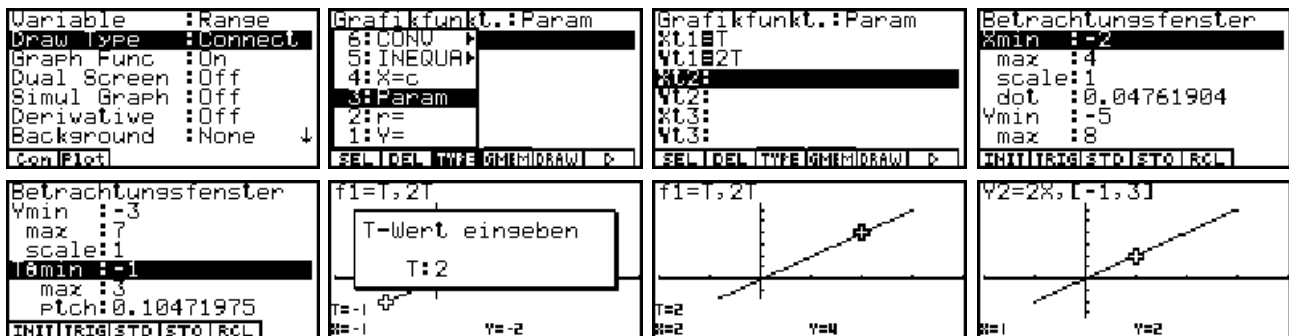 Variable :Range
Draw Type :Connect
Graph Func :On
Dual Screen :Off
Simul Graph :Off
Derivative :Off
Background :None ↓
Con Plot
Grafikfunkt.:Param
6:CONV ▶
5:INEQUA▶
4:X=c
3:Param
2:r=
1:Y=
SEL DEL TYPE GMEM DRAW ▷
Grafikfunkt.:Param
Xt1=T
Yt1=2T
Xt2:
Yt2:
Xt3:
Yt3:
SEL DEL TYPE GMEM DRAW ▷
Betrachtungsfenster
Xmin :-2
max :4
scale:1
dot :0.04761904
Ymin :-5
max :8
INIT TRIG STD STO RCL
Betrachtungsfenster
Ymin :-3
max :7
scale:1
Tθmin :-1
max :3
ptch:0.10471975
INIT TRIG STD STO RCL
f1=T,2T
T-Wert eingeben
T:2
T=-1
X=-1 Y=-2
f1=T,2T
T=2
X=2 Y=4
Y2=2X,[-1,3]
X=1 Y=2